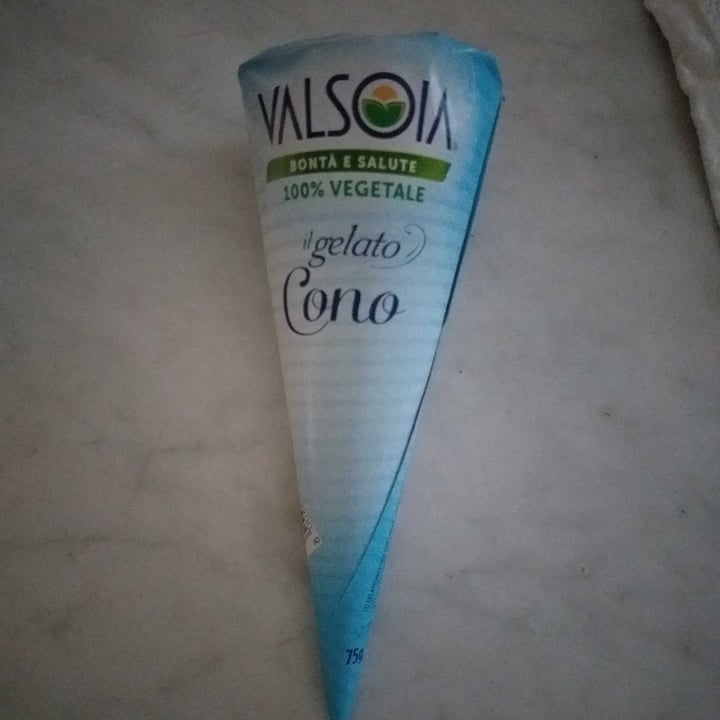 VALSOIA
BONTÀ E SALUTE
100% VEGETALE
il gelato
Cono
75g